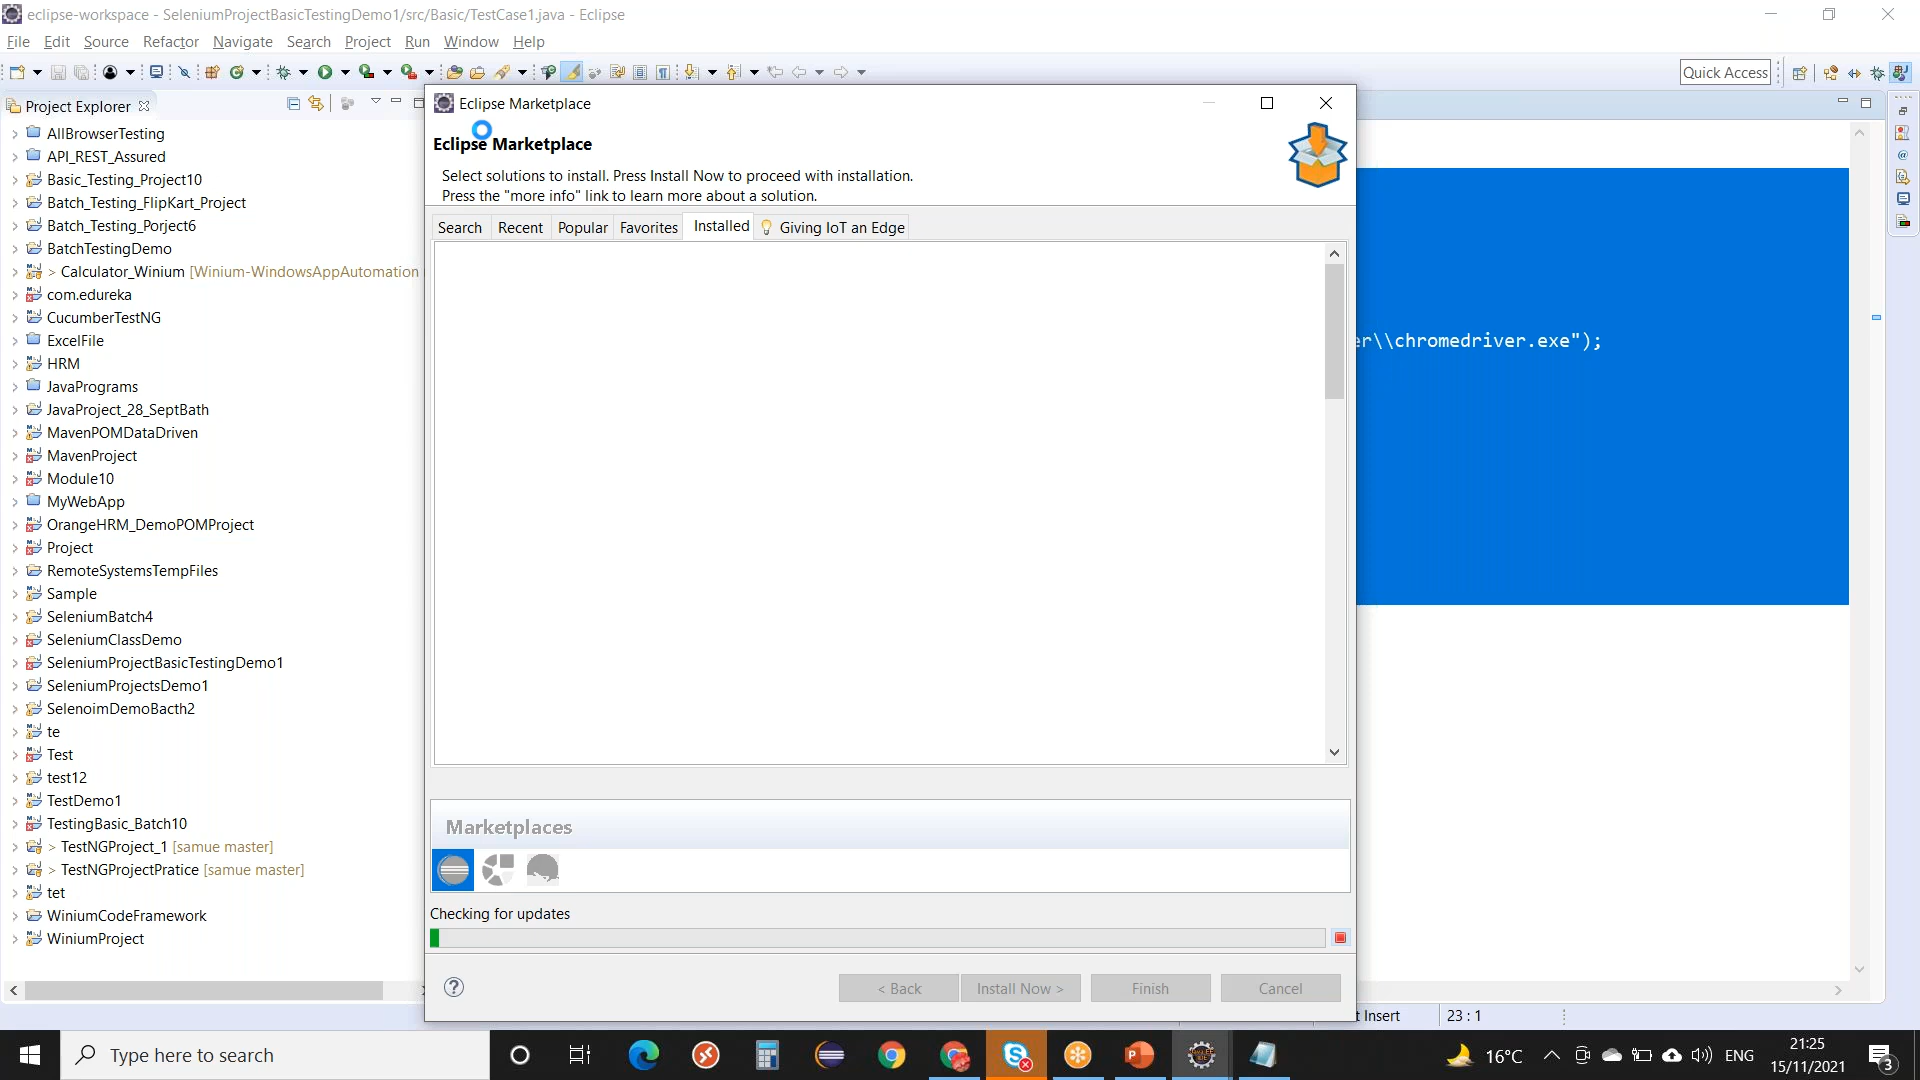 eclipse-workspace - SeleniumProjectBasicTestingDemo1/src/Basic/TestCase1.java - Eclipse
File Edit Source Refactor Navigate Search Project Run Window Help
Quick Access
Project Explorer
AllBrowserTesting
API_REST_Assured
Basic_Testing_Project10
Batch_Testing_FlipKart_Project
Batch_Testing_Porject6
BatchTestingDemo
> Calculator_Winium [Winium-WindowsAppAutomation
com.edureka
CucumberTestNG
ExcelFile
HRM
JavaPrograms
JavaProject_28_SeptBath
MavenPOMDataDriven
MavenProject
Module10
MyWebApp
OrangeHRM_DemoPOMProject
Project
RemoteSystemsTempFiles
Sample
SeleniumBatch4
SeleniumClassDemo
SeleniumProjectBasicTestingDemo1
SeleniumProjectsDemo1
SelenoimDemoBacth2
te
Test
test12
TestDemo1
TestingBasic_Batch10
> TestNGProject_1 [samue master]
> TestNGProjectPratice [samue master]
tet
WiniumCodeFramework
WiniumProject
Eclipse Marketplace
Eclipse Marketplace
Select solutions to install. Press Install Now to proceed with installation.
Press the "more info" link to learn more about a solution.
Search Recent Popular Favorites Installed Giving IoT an Edge
Marketplaces
Checking for updates
< Back Install Now > Finish Cancel
er\\chromedriver.exe");
t Insert 23 : 1
Type here to search
16°C ENG 21:25
15/11/2021
3